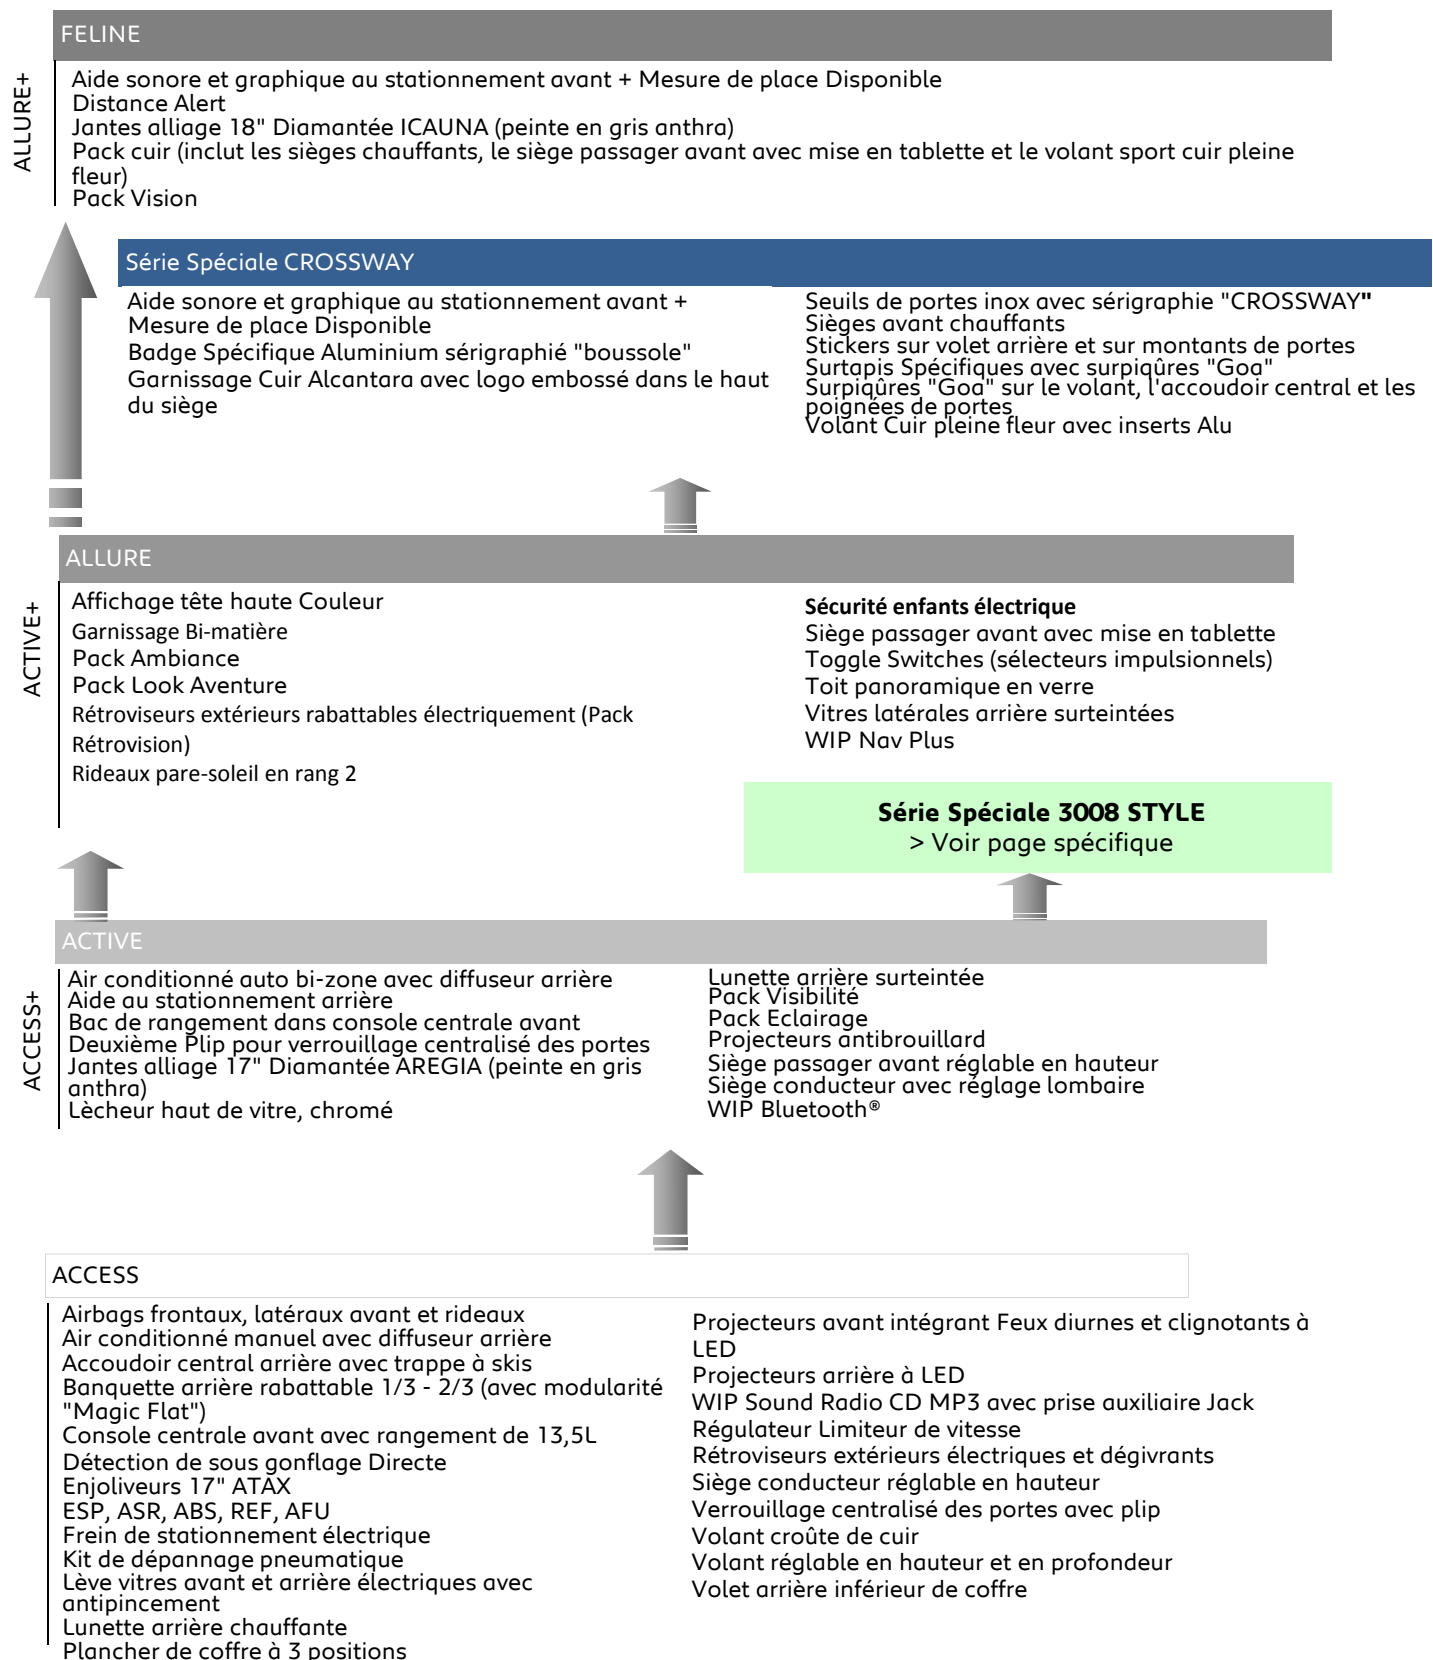 FELINE
ALLURE+
Aide sonore et graphique au stationnement avant + Mesure de place Disponible
Distance Alert
Jantes alliage 18" Diamantée ICAUNA (peinte en gris anthra)
Pack cuir (inclut les sièges chauffants, le siège passager avant avec mise en tablette et le volant sport cuir pleine
fleur)
Pack Vision
Série Spéciale CROSSWAY
Aide sonore et graphique au stationnement avant +
Mesure de place Disponible
Badge Spécifique Aluminium sérigraphié "boussole"
Garnissage Cuir Alcantara avec logo embossé dans le haut
du siège
Seuils de portes inox avec sérigraphie "CROSSWAY"
Sièges avant chauffants
Stickers sur volet arrière et sur montants de portes
Surtapis Spécifiques avec surpiqûres "Goa"
Surpiqûres "Goa" sur le volant, l'accoudoir central et les
poignées de portes
Volant Cuir pleine fleur avec inserts Alu
ALLURE
ACTIVE+
Affichage tête haute Couleur
Garnissage Bi-matière
Pack Ambiance
Pack Look Aventure
Rétroviseurs extérieurs rabattables électriquement (Pack
Rétrovision)
Rideaux pare-soleil en rang 2
Sécurité enfants électrique
Siège passager avant avec mise en tablette
Toggle Switches (sélecteurs impulsionnels)
Toit panoramique en verre
Vitres latérales arrière surteintées
WIP Nav Plus
Série Spéciale 3008 STYLE
> Voir page spécifique
ACTIVE
ACCESS+
Air conditionné auto bi-zone avec diffuseur arrière
Aide au stationnement arrière
Bac de rangement dans console centrale avant
Deuxième Plip pour verrouillage centralisé des portes
Jantes alliage 17" Diamantée AREGIA (peinte en gris
anthra)
Lècheur haut de vitre, chromé
Lunette arrière surteintée
Pack Visibilité
Pack Eclairage
Projecteurs antibrouillard
Siège passager avant réglable en hauteur
Siège conducteur avec réglage lombaire
WIP Bluetooth®
ACCESS
Airbags frontaux, latéraux avant et rideaux
Air conditionné manuel avec diffuseur arrière
Accoudoir central arrière avec trappe à skis
Banquette arrière rabattable 1/3 - 2/3 (avec modularité
"Magic Flat")
Console centrale avant avec rangement de 13,5L
Détection de sous gonflage Directe
Enjoliveurs 17" ATAX
ESP, ASR, ABS, REF, AFU
Frein de stationnement électrique
Kit de dépannage pneumatique
Lève vitres avant et arrière électriques avec
antipincement
Lunette arrière chauffante
Plancher de coffre à 3 positions
Projecteurs avant intégrant Feux diurnes et clignotants à
LED
Projecteurs arrière à LED
WIP Sound Radio CD MP3 avec prise auxiliaire Jack
Régulateur Limiteur de vitesse
Rétroviseurs extérieurs électriques et dégivrants
Siège conducteur réglable en hauteur
Verrouillage centralisé des portes avec plip
Volant croûte de cuir
Volant réglable en hauteur et en profondeur
Volet arrière inférieur de coffre